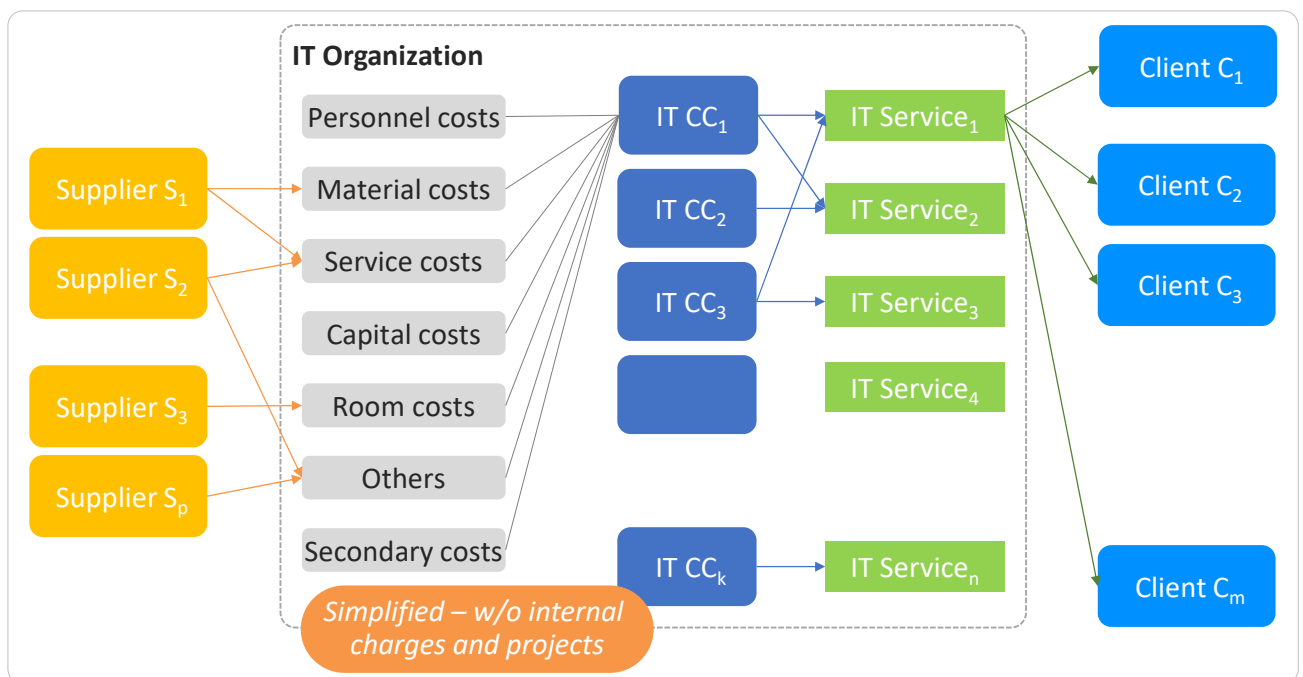 IT Organization
Supplier S₁
Supplier S₂
Supplier S₃
Supplier Sₚ
Personnel costs
Material costs
Service costs
Capital costs
Room costs
Others
Secondary costs
Simplified – w/o internal
charges and projects
IT CC₁
IT CC₂
IT CC₃
IT CCₖ
IT Service₁
IT Service₂
IT Service₃
IT Service₄
IT Serviceₙ
Client C₁
Client C₂
Client C₃
Client Cₘ